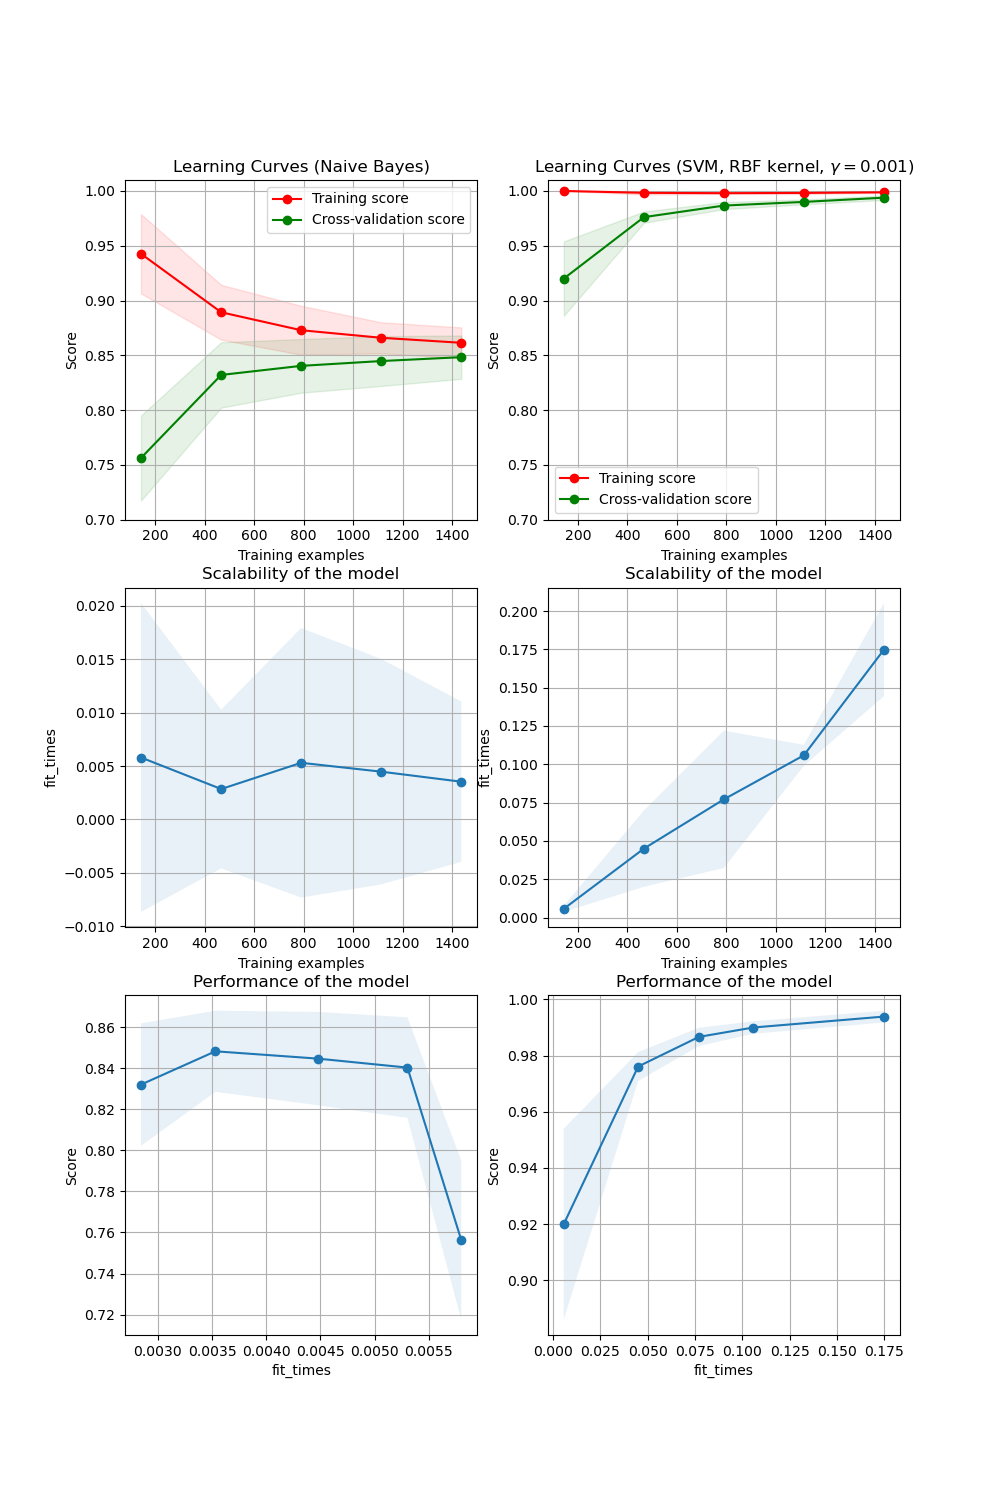 Learning Curves (Naive Bayes)
1.00
0.95
0.90
0.85
0.80
0.75
0.70
Score
Training score
Cross-validation score
200 400 600 800 1000 1200 1400
Training examples
Learning Curves (SVM, RBF kernel, γ = 0.001)
1.00
0.95
0.90
0.85
0.80
0.75
0.70
Score
Training score
Cross-validation score
200 400 600 800 1000 1200 1400
Training examples
Scalability of the model
0.020
0.015
0.010
0.005
0.000
−0.005
−0.010
fit_times
200 400 600 800 1000 1200 1400
Training examples
Scalability of the model
0.200
0.175
0.150
0.125
0.100
0.075
0.050
0.025
0.000
fit_times
200 400 600 800 1000 1200 1400
Training examples
Performance of the model
0.86
0.84
0.82
0.80
0.78
0.76
0.74
0.72
Score
0.0030 0.0035 0.0040 0.0045 0.0050 0.0055
fit_times
Performance of the model
1.00
0.98
0.96
0.94
0.92
0.90
Score
0.000 0.025 0.050 0.075 0.100 0.125 0.150 0.175
fit_times